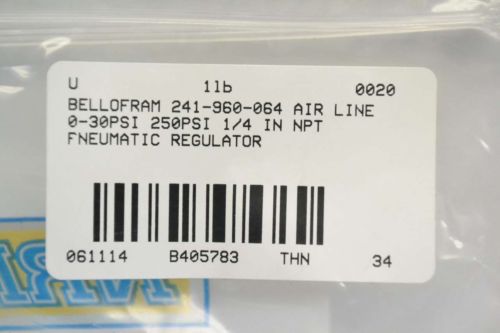 U 1lb 0020
BELLOFRAM 241-960-064 AIR LINE
0-30PSI 250PSI 1/4 IN NPT
FNEUMATIC REGULATOR
061114 B405783 THN 34